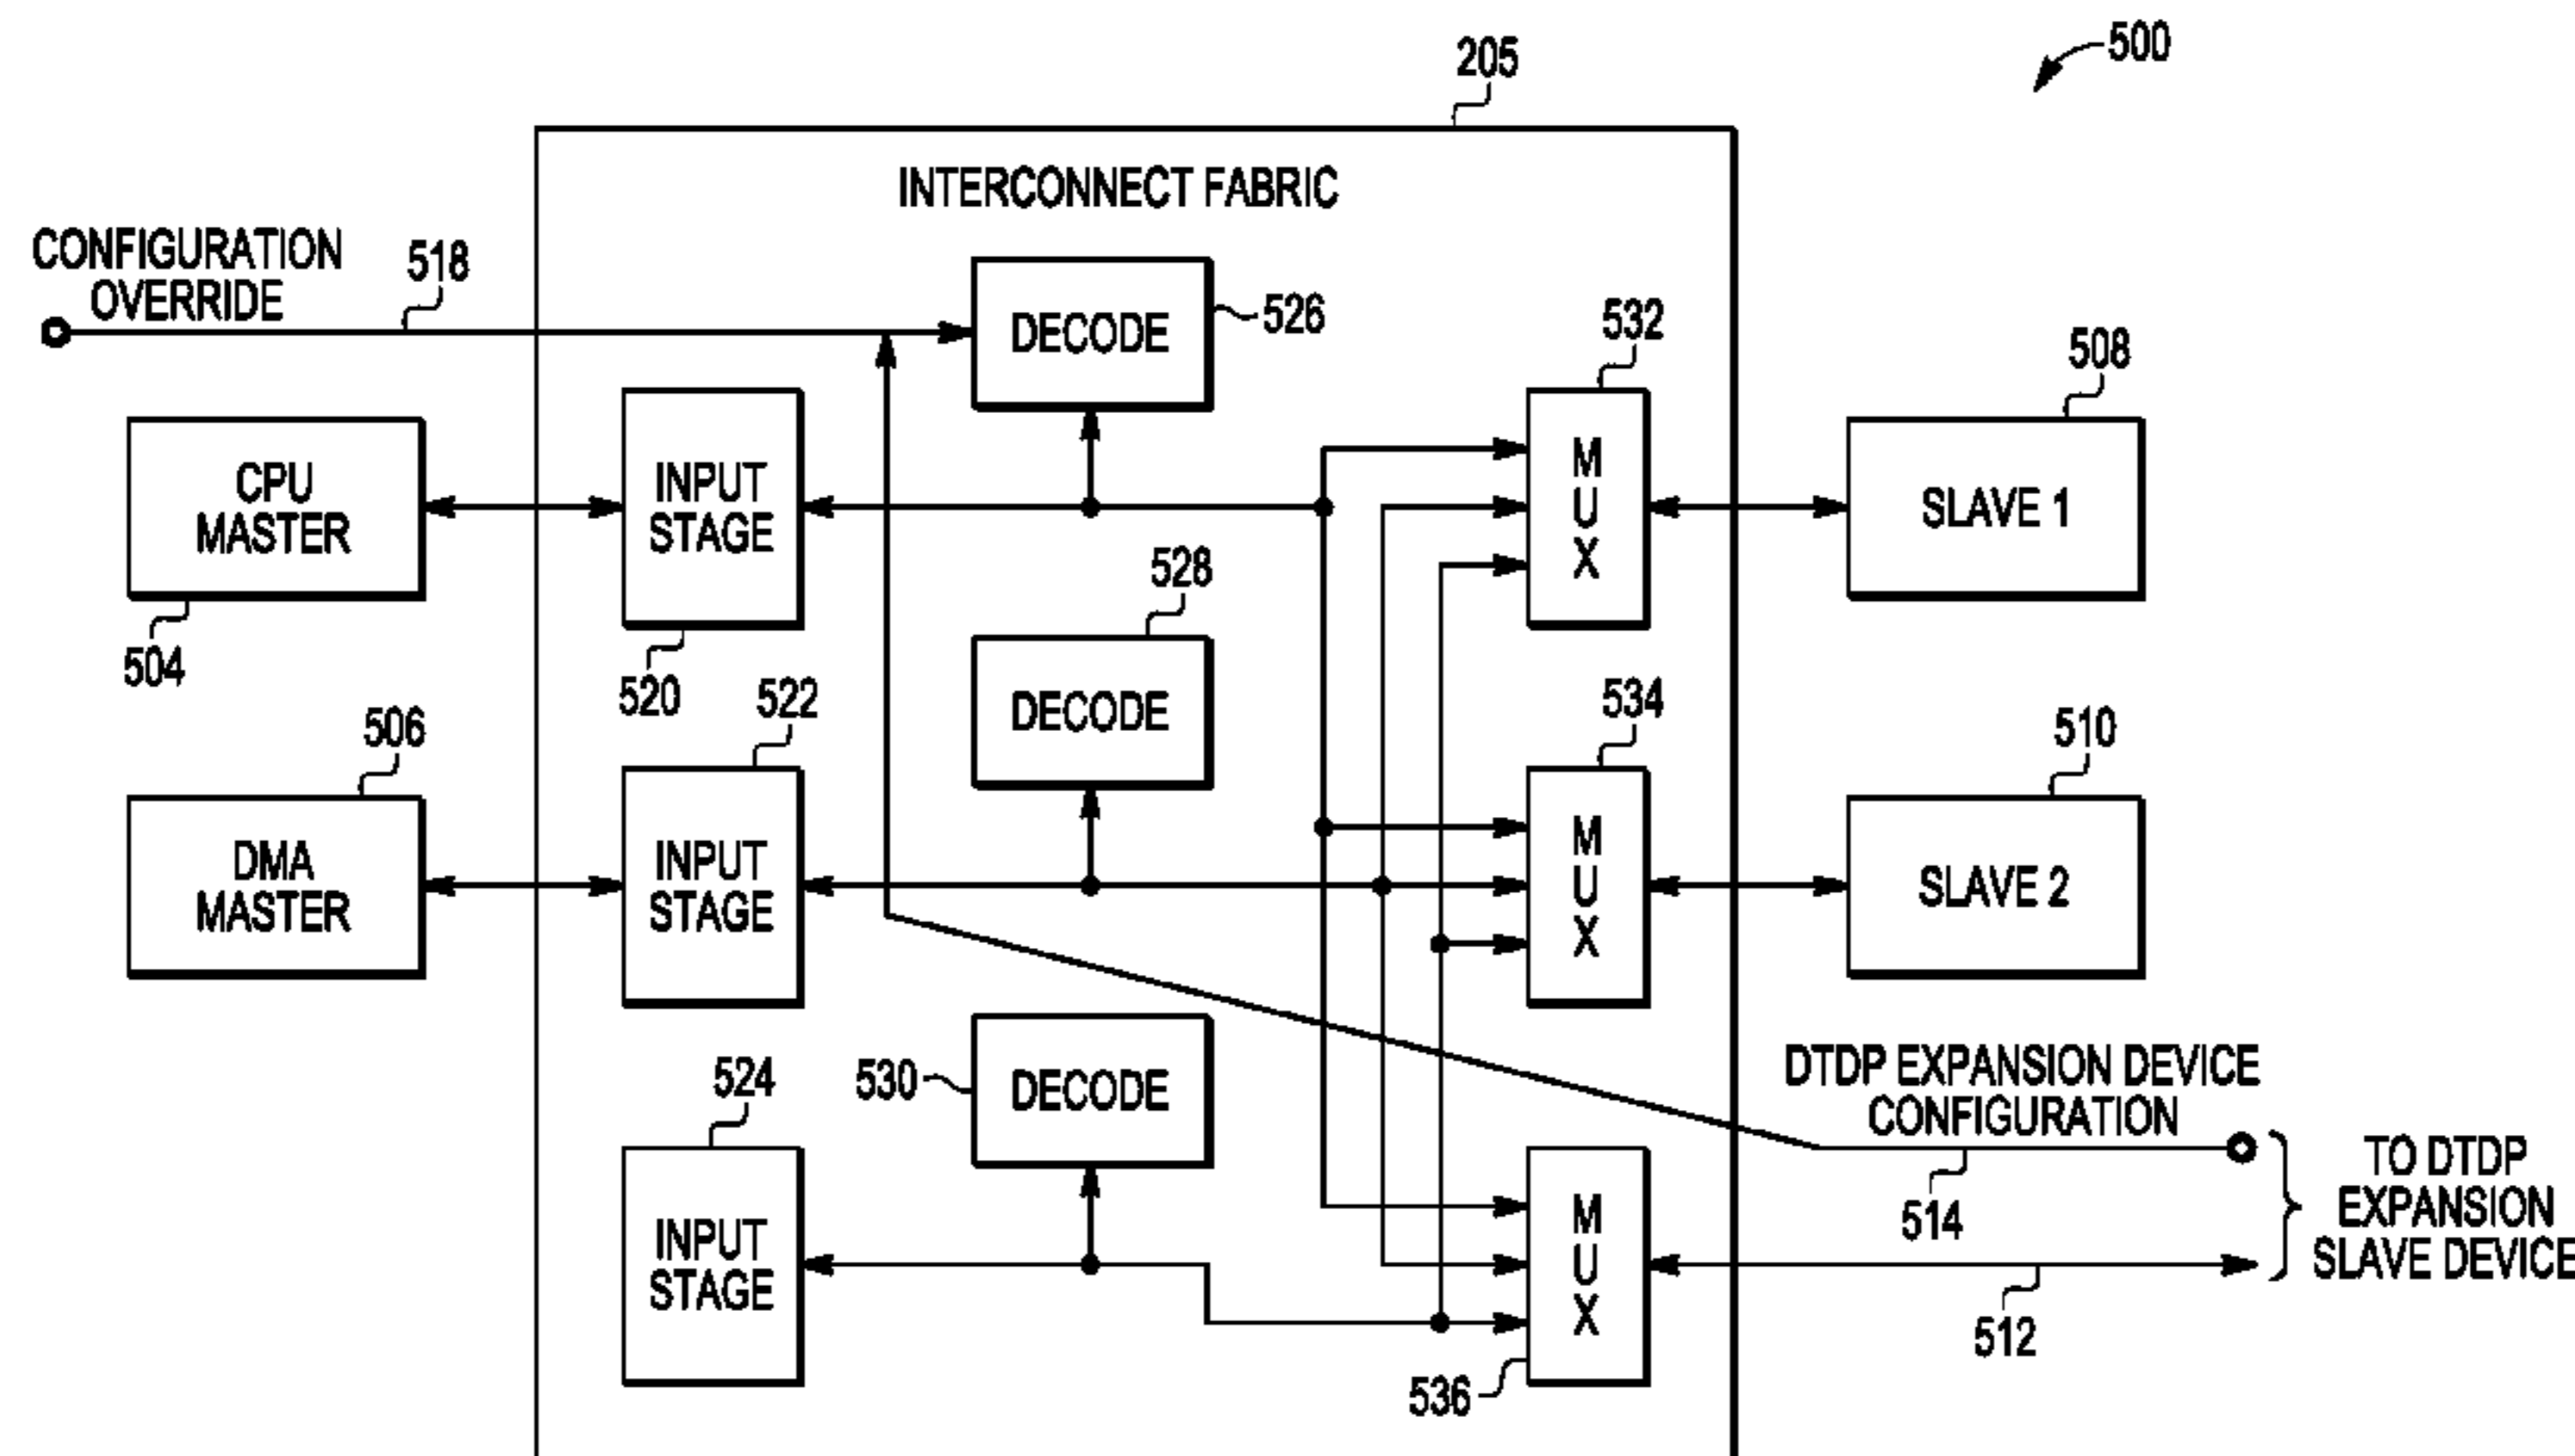 500
205
INTERCONNECT FABRIC
CONFIGURATION
OVERRIDE
518
DECODE
526
532
508
CPU
MASTER
504
INPUT
STAGE
520
M
U
X
SLAVE 1
528
DECODE
522
506
DMA
MASTER
INPUT
STAGE
534
M
U
X
510
SLAVE 2
524
INPUT
STAGE
530
DECODE
M
U
X
536
DTDP EXPANSION DEVICE
CONFIGURATION
514
512
TO DTDP
EXPANSION
SLAVE DEVICE